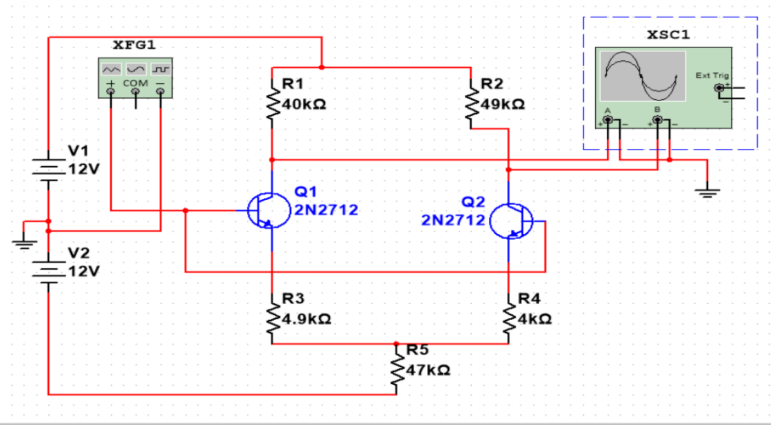 XFG1
COM
+
−
XSC1
Ext Trig
+
−
A
B
+
−
+
−
R1
40kΩ
R2
49kΩ
V1
12V
Q1
2N2712
Q2
2N2712
V2
12V
R3
4.9kΩ
R4
4kΩ
R5
47kΩ